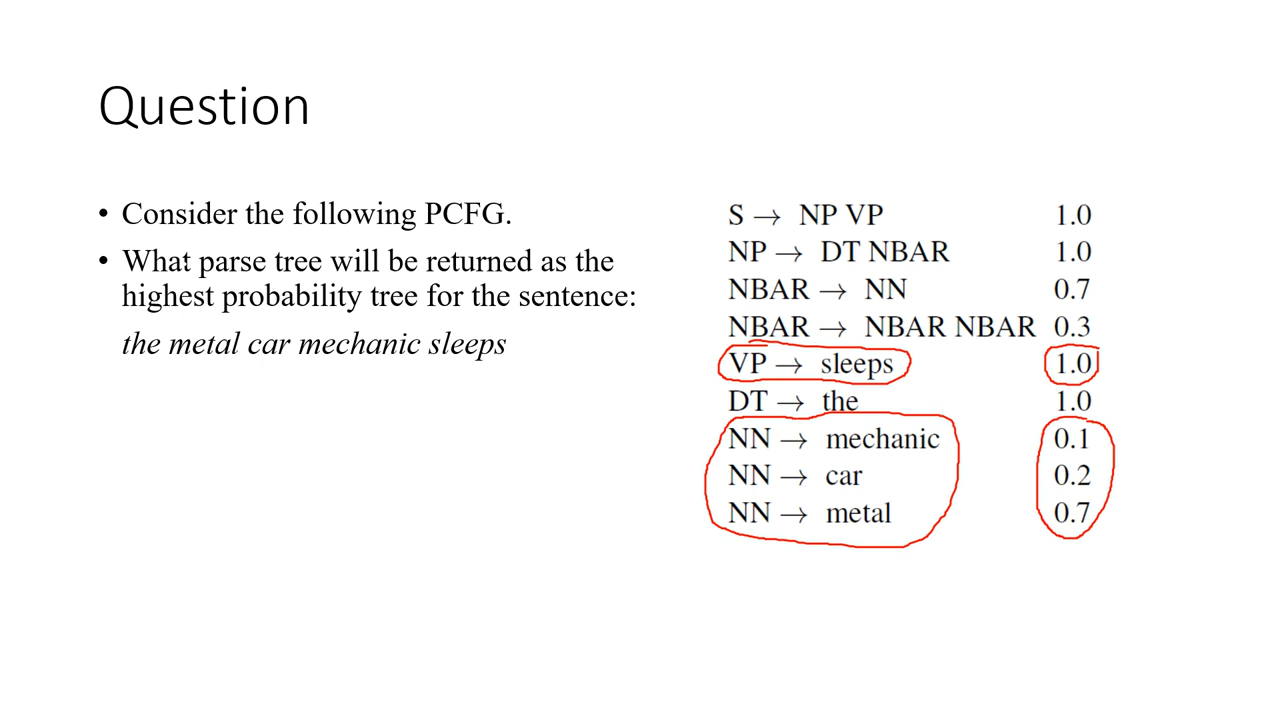 Question
• Consider the following PCFG.
• What parse tree will be returned as the
highest probability tree for the sentence:
the metal car mechanic sleeps
S → NP VP 1.0
NP → DT NBAR 1.0
NBAR → NN 0.7
NBAR → NBAR NBAR 0.3
VP → sleeps 1.0
DT → the 1.0
NN → mechanic 0.1
NN → car 0.2
NN → metal 0.7